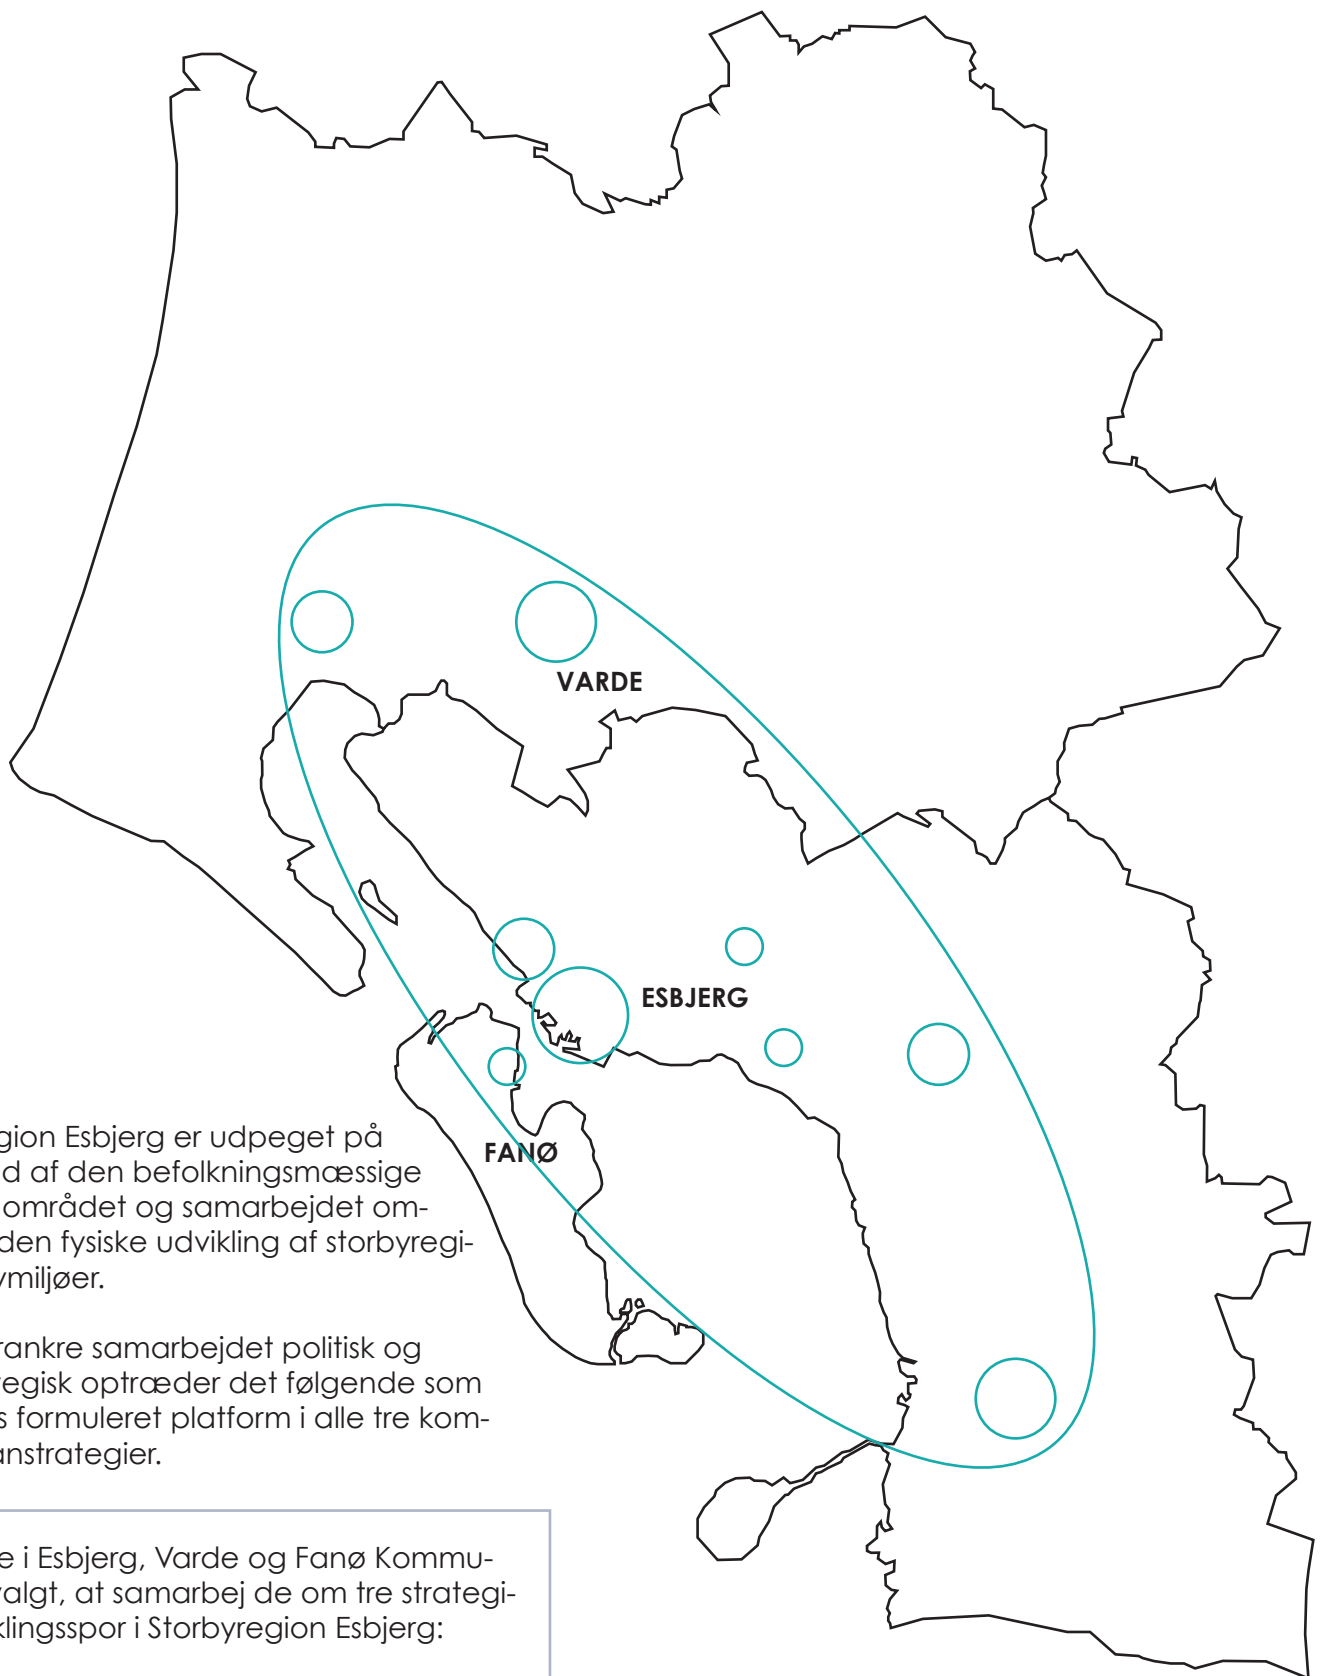 VARDE
ESBJERG
FANØ
gion Esbjerg er udpeget på
d af den befolkningsmæssige
området og samarbejdet om-
den fysiske udvikling af storbyregi-
ymiljøer.
rankre samarbejdet politisk og
egisk optræder det følgende som
s formuleret platform i alle tre kom-
anstrategier.
e i Esbjerg, Varde og Fanø Kommu-
valgt, at samarbej de om tre strategi-
klingsspor i Storbyregion Esbjerg: